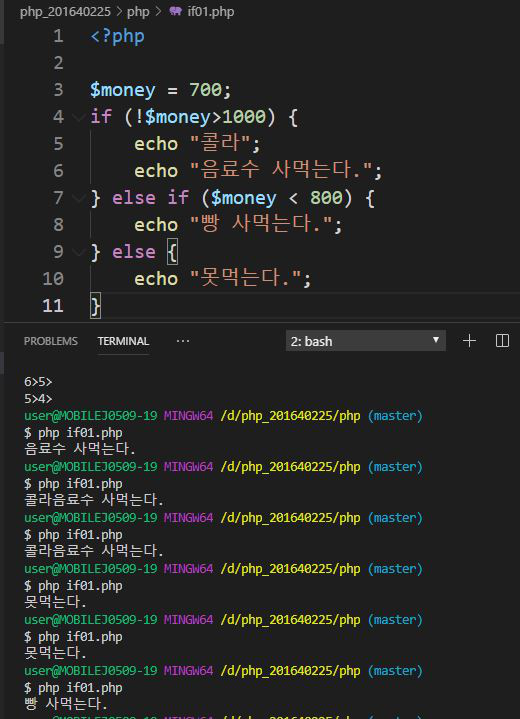 php_201640225 > php > if01.php
1 <?php
2
3 $money = 700;
4 if (!$money>1000) {
5 echo "콜라";
6 echo "음료수 사먹는다.";
7 } else if ($money < 800) {
8 echo "빵 사먹는다.";
9 } else {
10 echo "못먹는다.";
11 }
PROBLEMS TERMINAL ··· 2: bash
6>5>
5>4>
user@MOBILEJ0509-19 MINGW64 /d/php_201640225/php (master)
$ php if01.php
음료수 사먹는다.
user@MOBILEJ0509-19 MINGW64 /d/php_201640225/php (master)
$ php if01.php
콜라음료수 사먹는다.
user@MOBILEJ0509-19 MINGW64 /d/php_201640225/php (master)
$ php if01.php
콜라음료수 사먹는다.
user@MOBILEJ0509-19 MINGW64 /d/php_201640225/php (master)
$ php if01.php
못먹는다.
user@MOBILEJ0509-19 MINGW64 /d/php_201640225/php (master)
$ php if01.php
못먹는다.
user@MOBILEJ0509-19 MINGW64 /d/php_201640225/php (master)
$ php if01.php
빵 사먹는다.